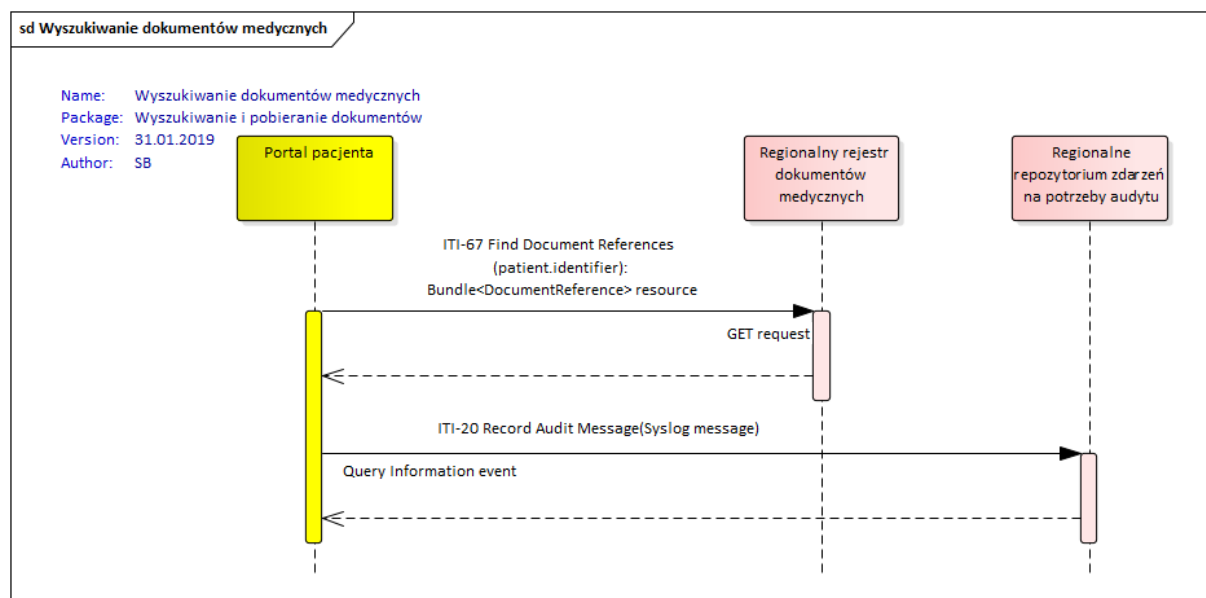 sd Wyszukiwanie dokumentów medycznych
Name: Wyszukiwanie dokumentów medycznych
Package: Wyszukiwanie i pobieranie dokumentów
Version: 31.01.2019
Author: SB
Portal pacjenta
Regionalny rejestr
dokumentów
medycznych
Regionalne
repozytorium zdarzeń
na potrzeby audytu
ITI-67 Find Document References
(patient.identifier):
Bundle<DocumentReference> resource
GET request
ITI-20 Record Audit Message(Syslog message)
Query Information event